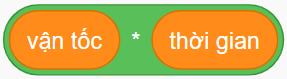 vận tốc * thời gian